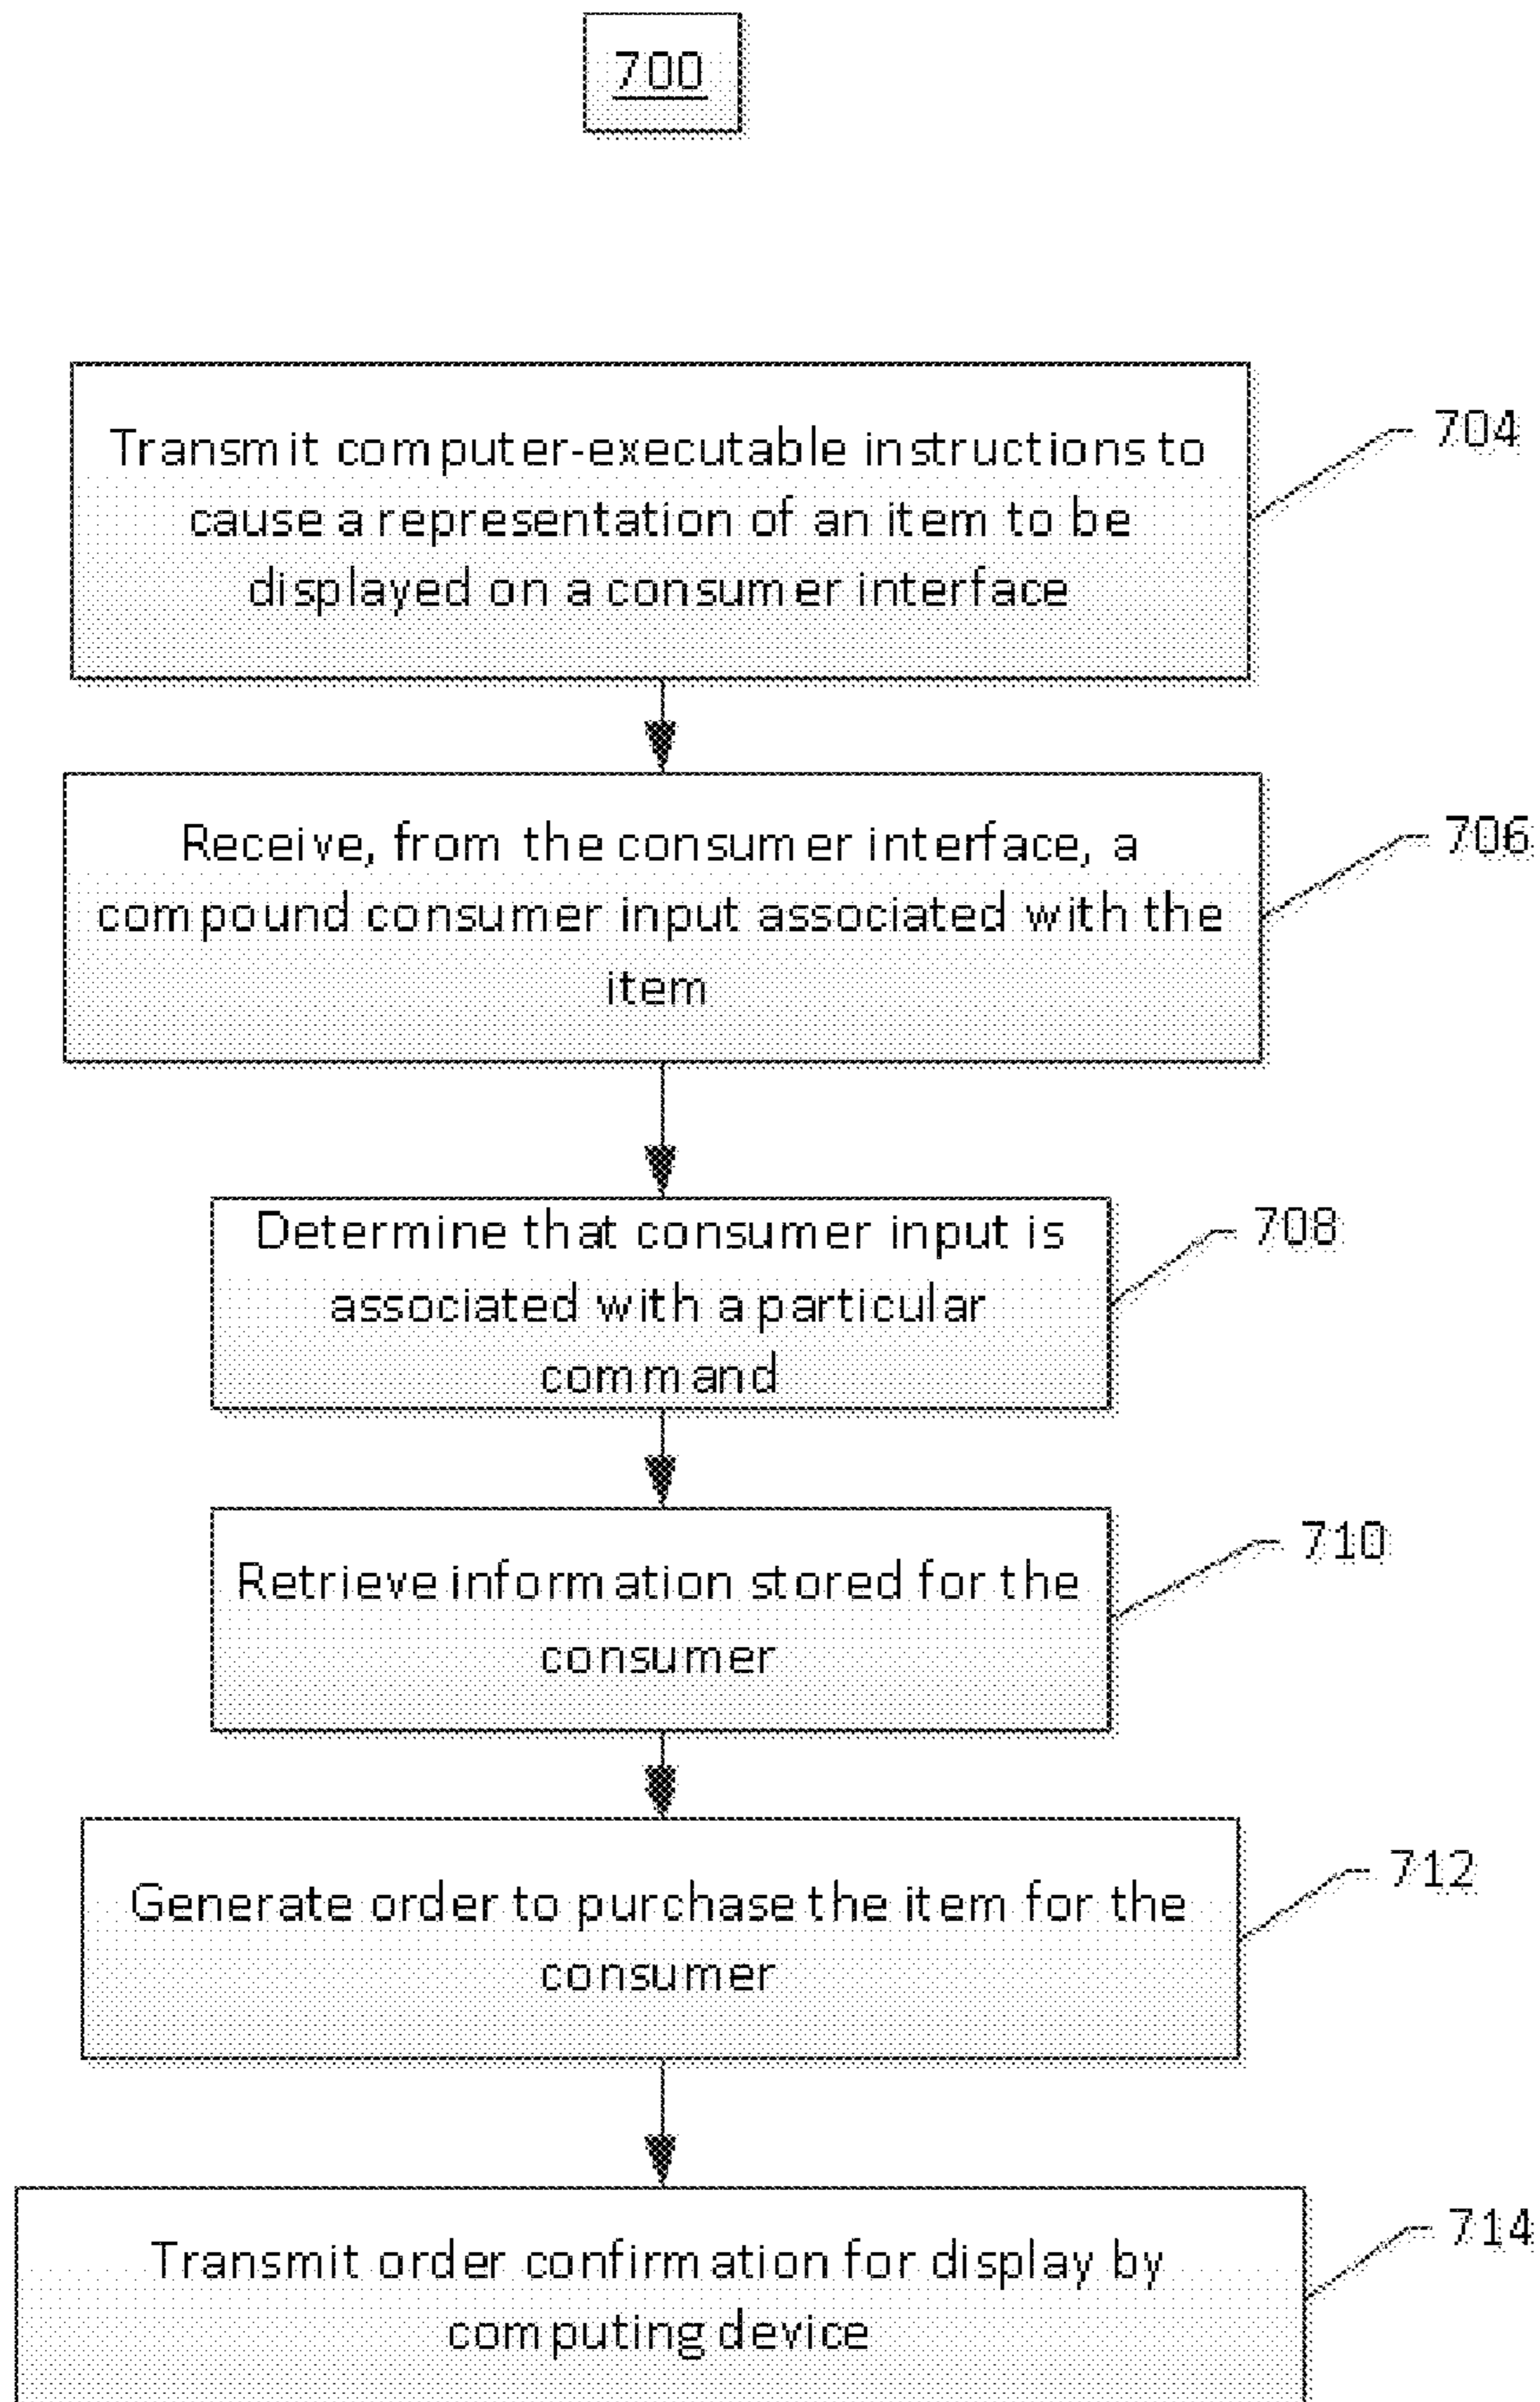 700
Transmit computer-executable instructions to
cause a representation of an item to be
displayed on a consumer interface
704
Receive, from the consumer interface, a
compound consumer input associated with the
item
706
Determine that consumer input is
associated with a particular
command
708
Retrieve information stored for the
consumer
710
Generate order to purchase the item for the
consumer
712
Transmit order confirmation for display by
computing device
714